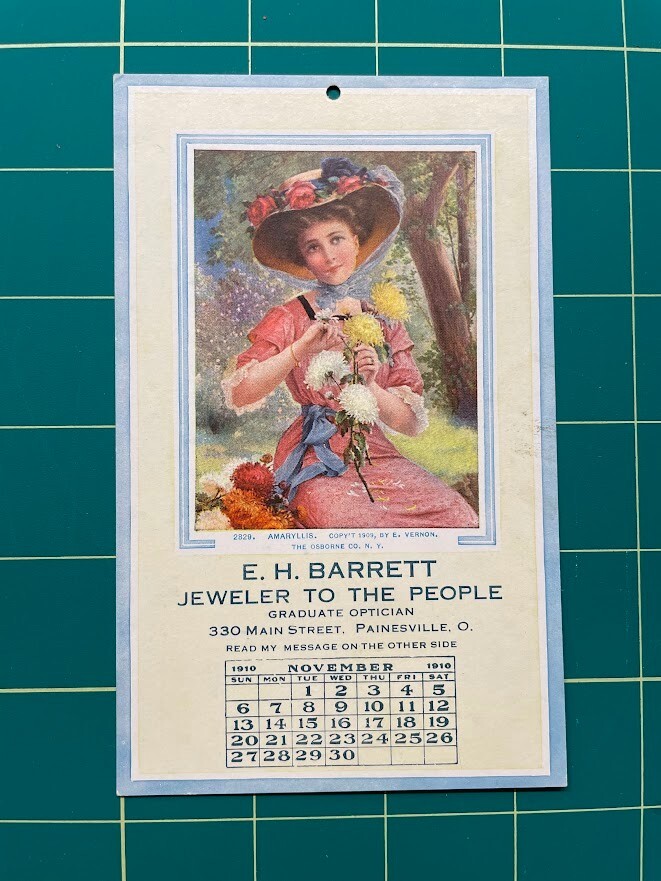 2829. AMARYLLIS. COPY'T 1909, BY E. VERNON,
THE OSBORNE CO. N. Y.
E. H. BARRETT
JEWELER TO THE PEOPLE
GRADUATE OPTICIAN
330 MAIN STREET, PAINESVILLE, O.
READ MY MESSAGE ON THE OTHER SIDE
1910 NOVEMBER 1910
SUN MON TUE WED THU FRI SAT
1 2 3 4 5
6 7 8 9 10 11 12
13 14 15 16 17 18 19
20 21 22 23 24 25 26
27 28 29 30